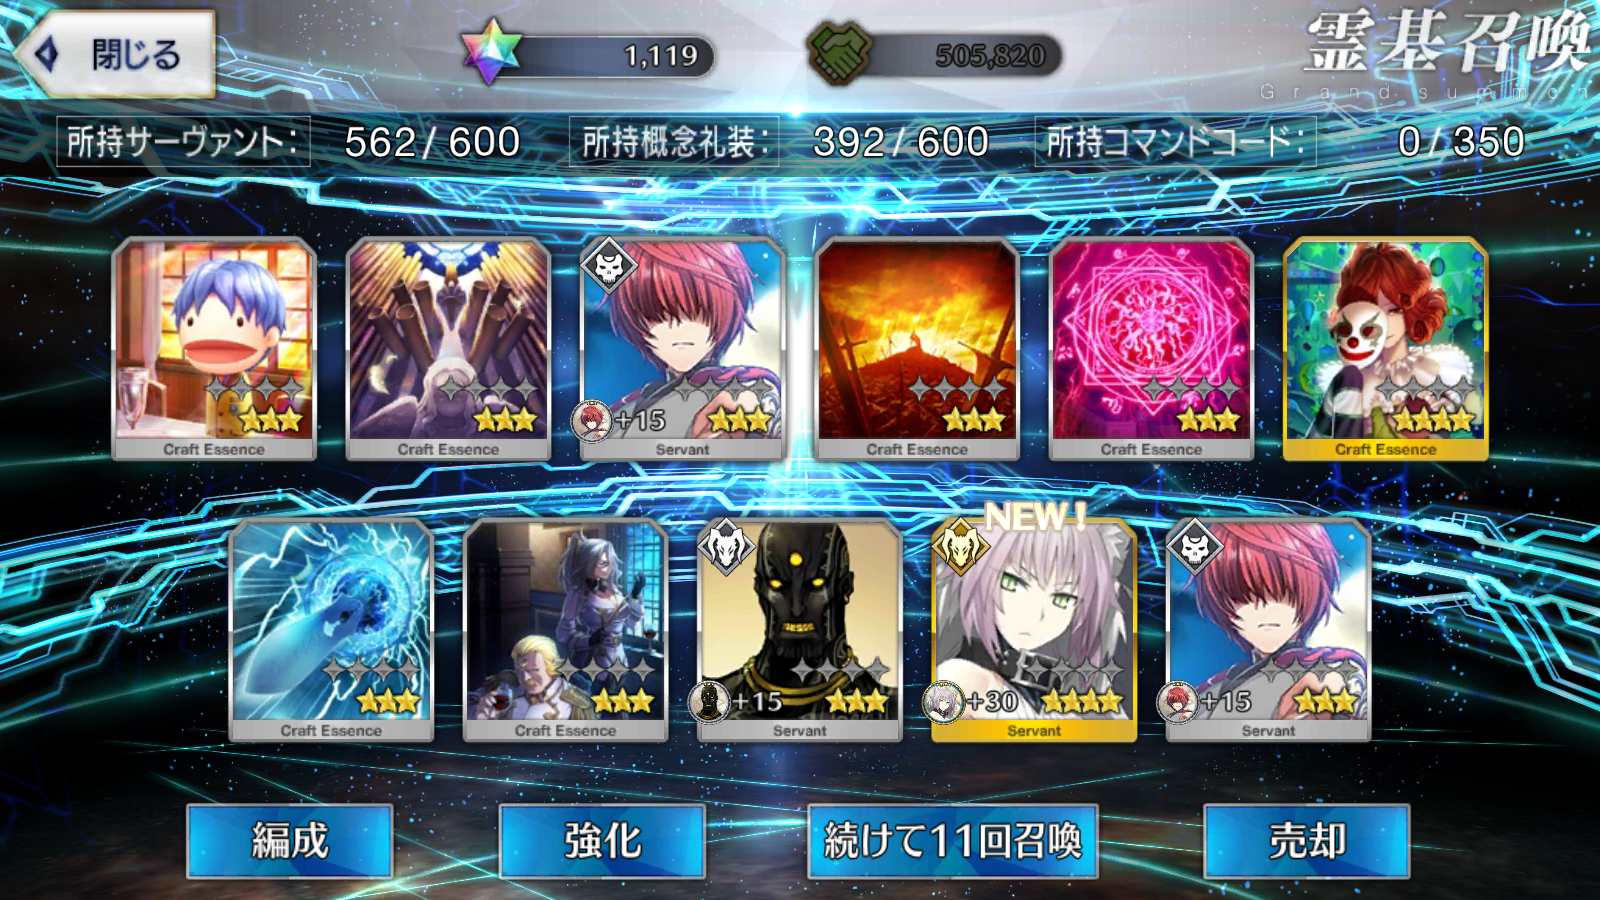 閉じる
1,119
505,820
霊基召喚
Grand summon
所持サーヴァント: 562/600
所持概念礼装: 392/600
所持コマンドコード: 0/350
+15
Craft Essence
Craft Essence
Servant
Craft Essence
Craft Essence
Craft Essence
NEW!
+15
+30
+15
Craft Essence
Craft Essence
Servant
Servant
Servant
編成
強化
続けて11回召喚
売却